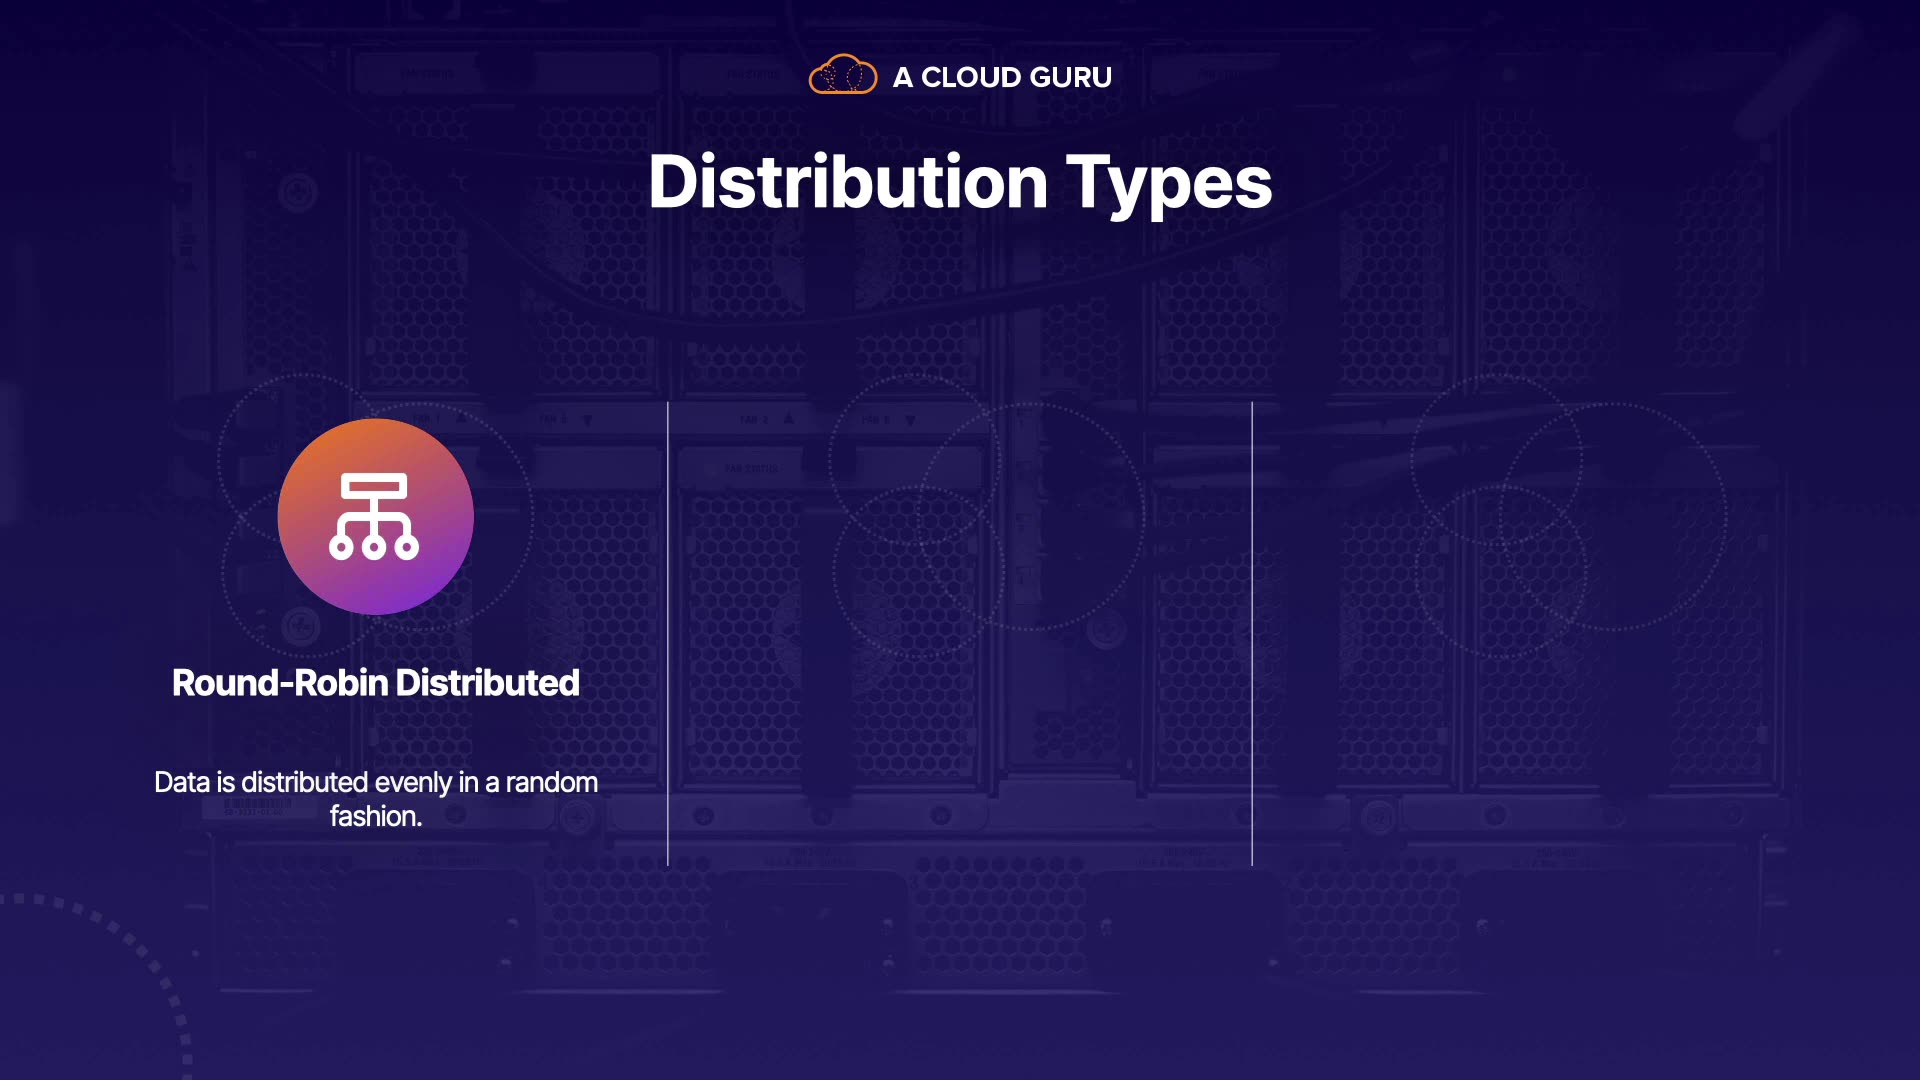 A CLOUD GURU
Distribution Types
Round-Robin Distributed
Data is distributed evenly in a random
fashion.